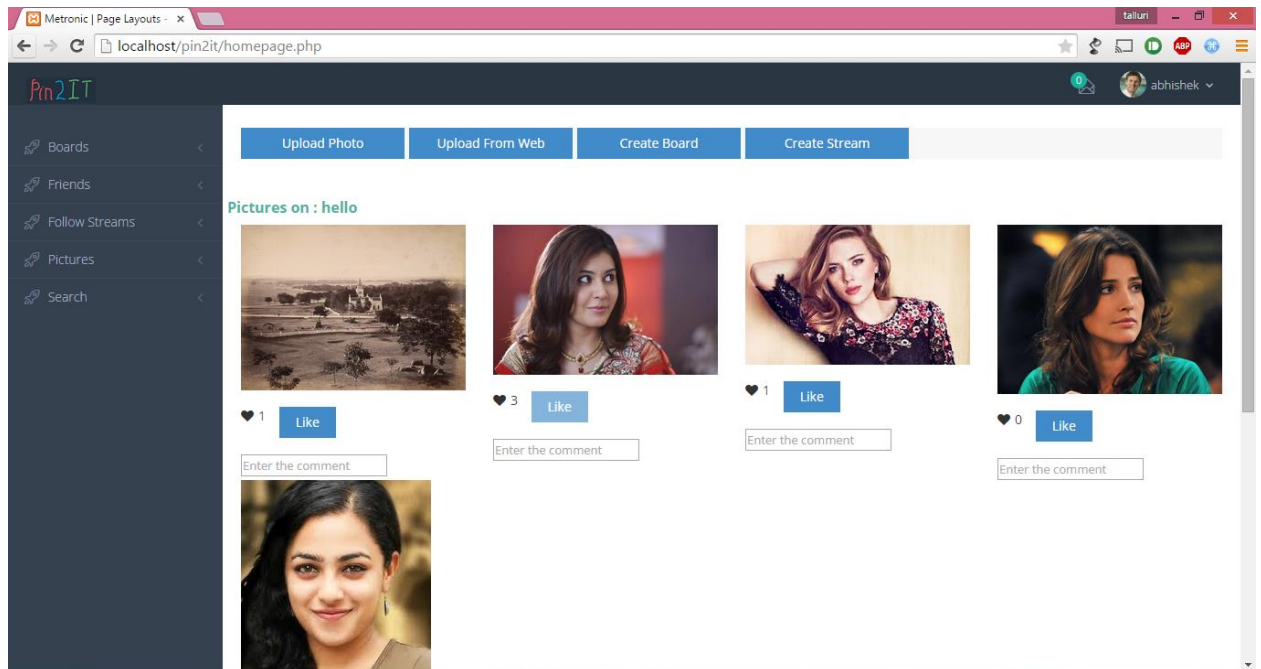 Metronic | Page Layouts -
talluri
localhost/pin2it/homepage.php
ABP
Pin2IT
0
abhishek
Boards
Friends
Follow Streams
Pictures
Search
Upload Photo Upload From Web Create Board Create Stream
Pictures on : hello
1 Like
Enter the comment
3 Like
Enter the comment
1 Like
Enter the comment
0 Like
Enter the comment